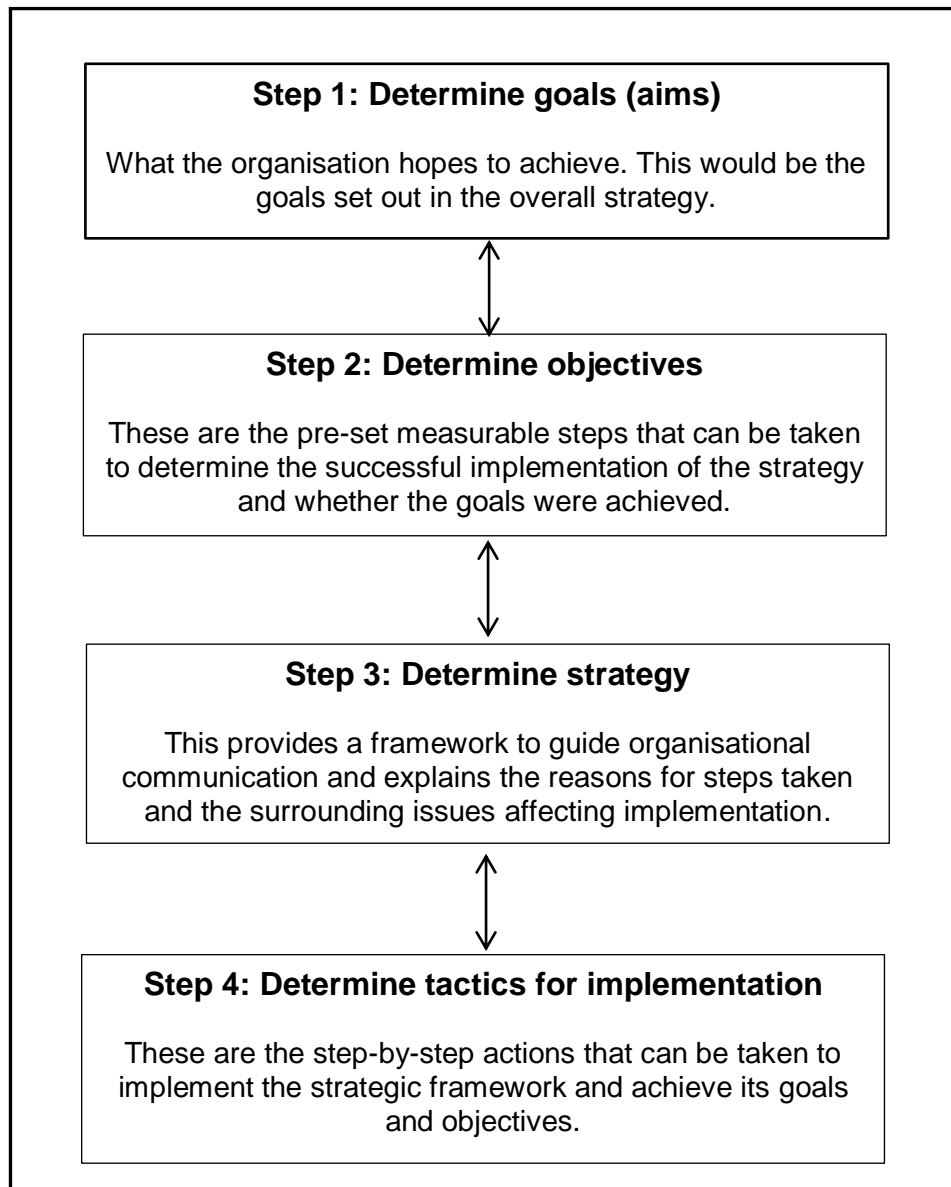 Step 1: Determine goals (aims)
What the organisation hopes to achieve. This would be the
goals set out in the overall strategy.
Step 2: Determine objectives
These are the pre-set measurable steps that can be taken
to determine the successful implementation of the strategy
and whether the goals were achieved.
Step 3: Determine strategy
This provides a framework to guide organisational
communication and explains the reasons for steps taken
and the surrounding issues affecting implementation.
Step 4: Determine tactics for implementation
These are the step-by-step actions that can be taken to
implement the strategic framework and achieve its goals
and objectives.